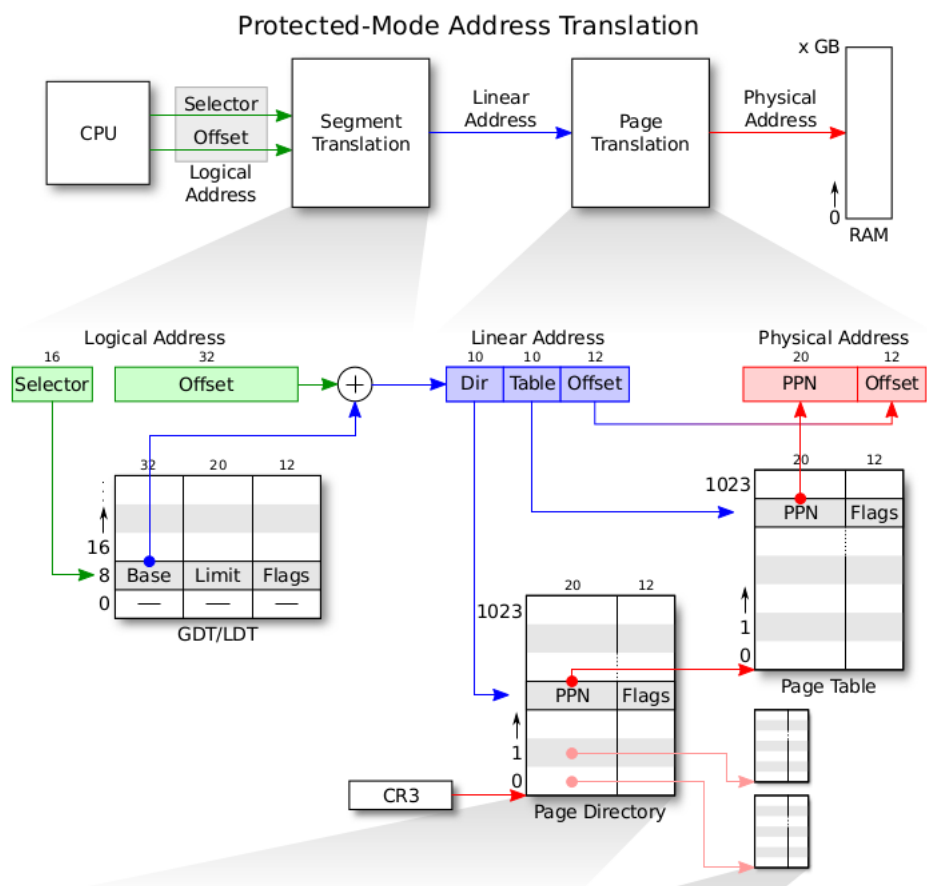 Protected-Mode Address Translation
x GB
CPU
Selector
Offset
Logical
Address
Segment
Translation
Linear
Address
Page
Translation
Physical
Address
0
RAM
Logical Address
16
32
Selector
Offset
+
Linear Address
10
10
12
Dir
Table
Offset
Physical Address
20
12
PPN
Offset
32
20
12
16
8
Base
Limit
Flags
0
—
—
—
GDT/LDT
20
12
1023
PPN
Flags
1
0
Page Table
20
12
1023
PPN
Flags
1
0
Page Directory
CR3